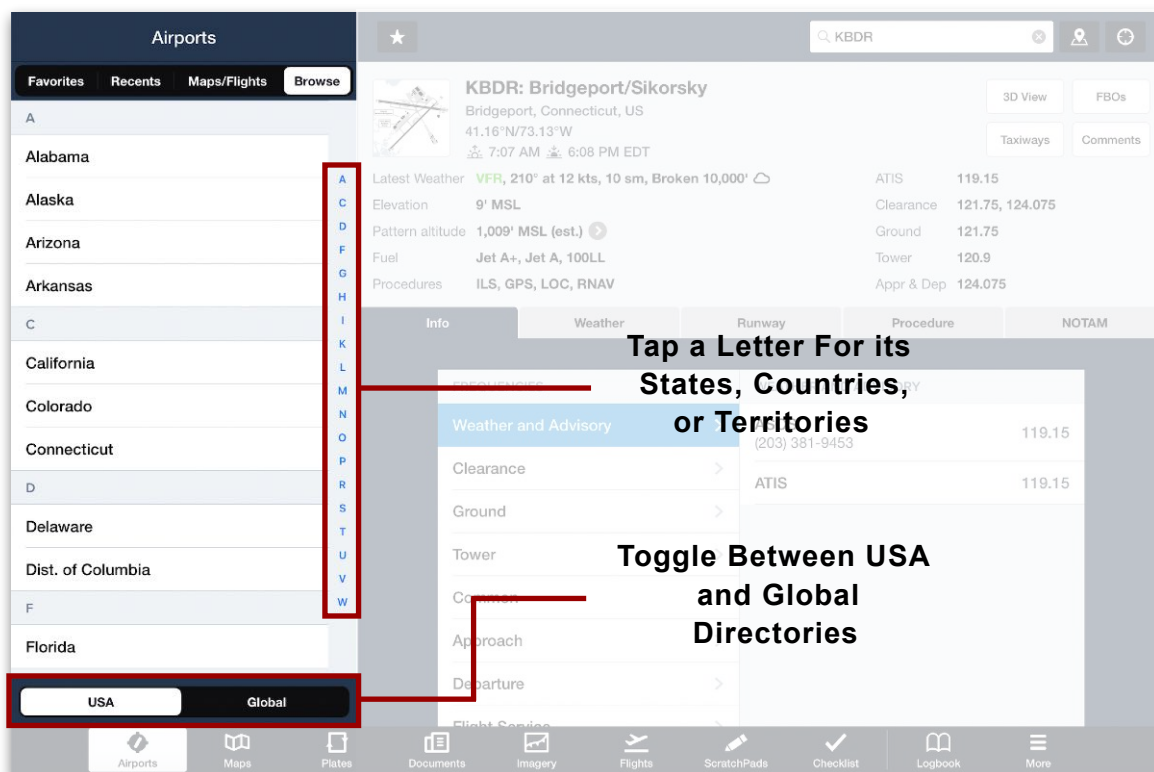 Airports
Favorites Recents Maps/Flights Browse
A
Alabama
Alaska
Arizona
Arkansas
C
California
Colorado
Connecticut
D
Delaware
Dist. of Columbia
F
Florida
USA Global
A
C
D
F
G
H
I
K
L
M
N
O
P
R
S
T
U
V
W
KBDR
KBDR: Bridgeport/Sikorsky
Bridgeport, Connecticut, US
41.16°N/73.13°W
7:07 AM 6:08 PM EDT
3D View FBOs
Taxiways Comments
Latest Weather VFR, 210° at 12 kts, 10 sm, Broken 10,000' ATIS 119.15
Elevation 9' MSL Clearance 121.75, 124.075
Pattern altitude 1,009' MSL (est.) Ground 121.75
Fuel Jet A+, Jet A, 100LL Tower 120.9
Procedures ILS, GPS, LOC, RNAV Appr & Dep 124.075
Info Weather Runway Procedure NOTAM
Tap a Letter For its
States, Countries,
or Territories
FREQUENCIES
Weather and Advisory
Clearance
Ground
Tower
Common
Approach
Departure
Flight Service
119.15
(203) 381-9453
ATIS 119.15
Toggle Between USA
and Global
Directories
Airports Maps Plates Documents Imagery Flights ScratchPads Checklist Logbook More